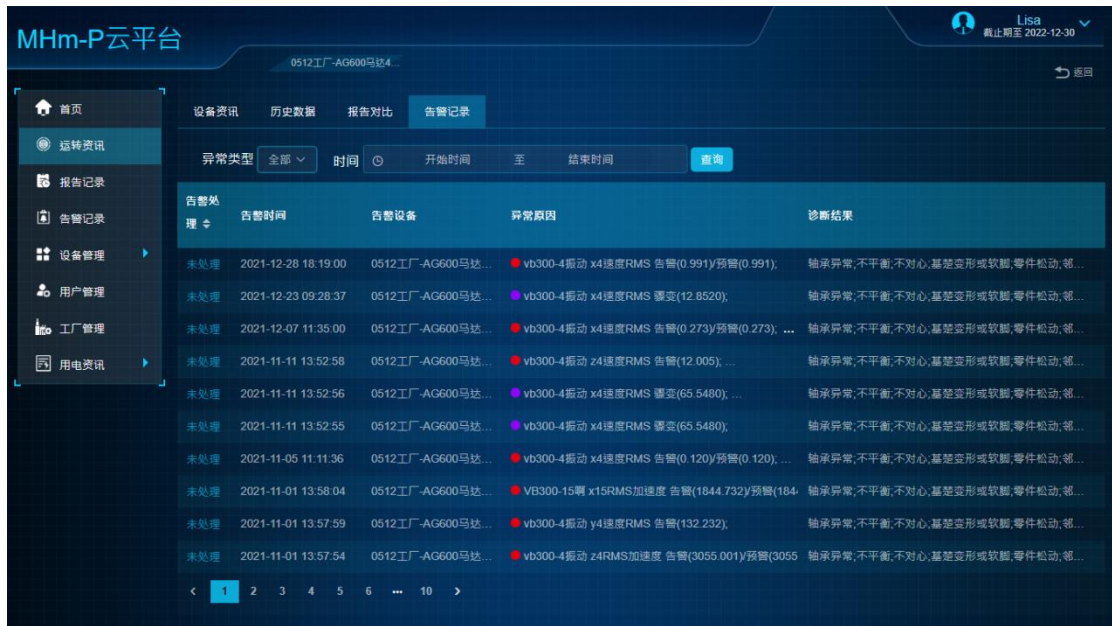 MHm-P云平台
Lisa
截止期至 2022-12-30
0512工厂-AG600马达4...
返回
首页
运转资讯
报告记录
告警记录
设备管理
用户管理
工厂管理
用电资讯
设备资讯 历史数据 报告对比 告警记录
异常类型 全部 时间 开始时间 至 结束时间 查询
告警处理 告警时间 告警设备 异常原因 诊断结果
未处理 2021-12-28 18:19:00 0512工厂-AG600马达... vb300-4振动 x4速度RMS 告警(0.991)/预警(0.991); 轴承异常;不平衡;不对心;基楚变形或软脚;零件松动;邻...
未处理 2021-12-23 09:28:37 0512工厂-AG600马达... vb300-4振动 x4速度RMS 骤变(12.8520); 轴承异常;不平衡;不对心;基楚变形或软脚;零件松动;邻...
未处理 2021-12-07 11:35:00 0512工厂-AG600马达... vb300-4振动 x4速度RMS 告警(0.273)/预警(0.273); ... 轴承异常;不平衡;不对心;基楚变形或软脚;零件松动;邻...
未处理 2021-11-11 13:52:58 0512工厂-AG600马达... vb300-4振动 z4速度RMS 告警(12.005); ... 轴承异常;不平衡;不对心;基楚变形或软脚;零件松动;邻...
未处理 2021-11-11 13:52:56 0512工厂-AG600马达... vb300-4振动 x4速度RMS 骤变(65.5480); ... 轴承异常;不平衡;不对心;基楚变形或软脚;零件松动;邻...
未处理 2021-11-11 13:52:55 0512工厂-AG600马达... vb300-4振动 x4速度RMS 骤变(65.5480); 轴承异常;不平衡;不对心;基楚变形或软脚;零件松动;邻...
未处理 2021-11-05 11:11:36 0512工厂-AG600马达... vb300-4振动 x4速度RMS 告警(0.120)/预警(0.120); ... 轴承异常;不平衡;不对心;基楚变形或软脚;零件松动;邻...
未处理 2021-11-01 13:58:04 0512工厂-AG600马达... VB300-15啊 x15RMS加速度 告警(1844.732)/预警(184 轴承异常;不平衡;不对心;基楚变形或软脚;零件松动;邻...
未处理 2021-11-01 13:57:59 0512工厂-AG600马达... vb300-4振动 y4速度RMS 告警(132.232); 轴承异常;不平衡;不对心;基楚变形或软脚;零件松动;邻...
未处理 2021-11-01 13:57:54 0512工厂-AG600马达... vb300-4振动 z4RMS加速度 告警(3055.001)/预警(3055 轴承异常;不平衡;不对心;基楚变形或软脚;零件松动;邻...
< 1 2 3 4 5 6 ... 10 >